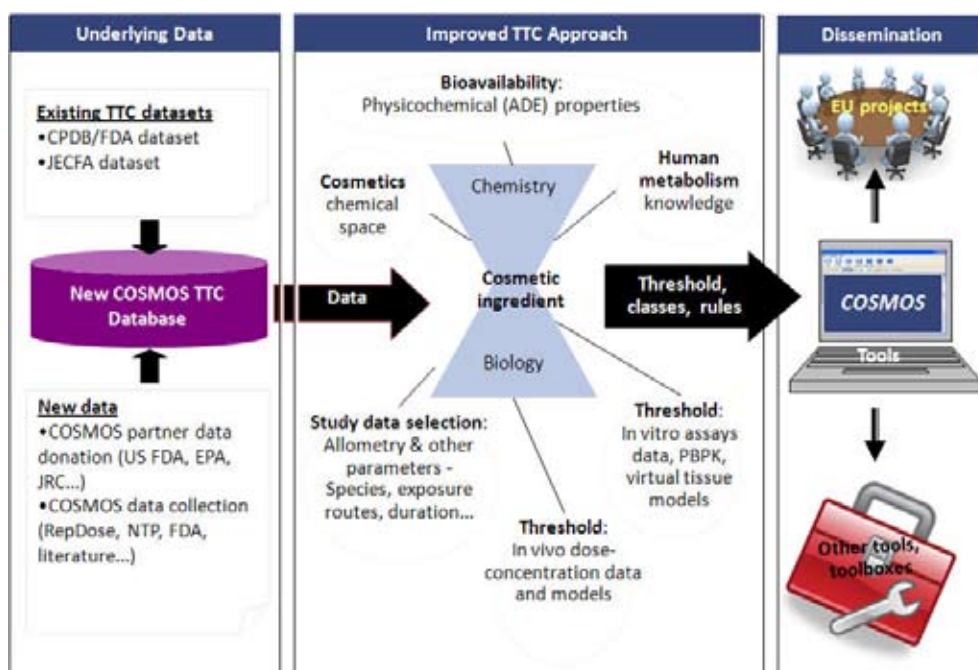 Underlying Data
Existing TTC datasets
•CPDB/FDA dataset
•JECFA dataset
New COSMOS TTC
Database
New data
•COSMOS partner data
donation (US FDA, EPA,
JRC...)
•COSMOS data collection
(RepDose, NTP, FDA,
literature...)
Data
Improved TTC Approach
Bioavailability:
Physicochemical (ADE) properties
Cosmetics
chemical
space
Chemistry
Human
metabolism
knowledge
Cosmetic
ingredient
Biology
Study data selection:
Allometry & other
parameters -
Species, exposure
routes, duration...
Threshold:
In vivo dose-
concentration data
and models
Threshold:
In vitro assays
data, PBPK,
virtual tissue
models
Threshold,
classes, rules
Dissemination
EU projects
COSMOS
Tools
Other tools,
toolboxes